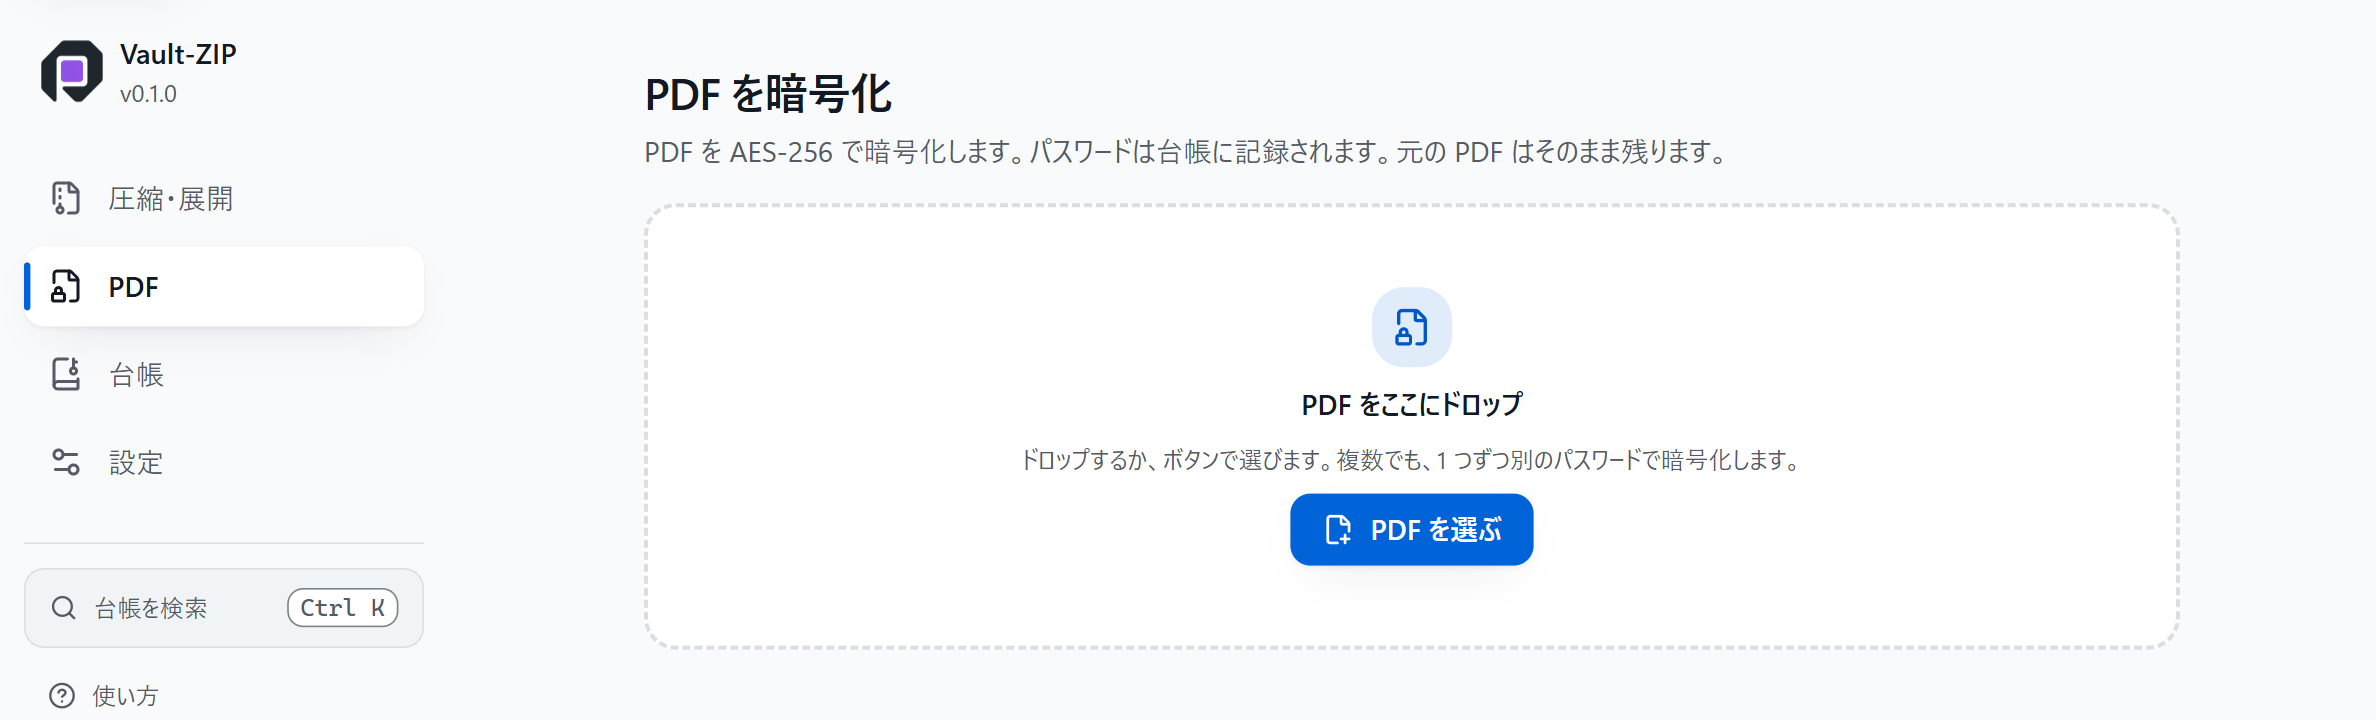 Vault-ZIP
v0.1.0
圧縮・展開
PDF
台帳
設定
台帳を検索
Ctrl K
使い方
PDF を暗号化
PDF を AES-256 で暗号化します。パスワードは台帳に記録されます。元の PDF はそのまま残ります。
PDF をここにドロップ
ドロップするか、ボタンで選びます。複数でも、1 つずつ別のパスワードで暗号化します。
PDF を選ぶ